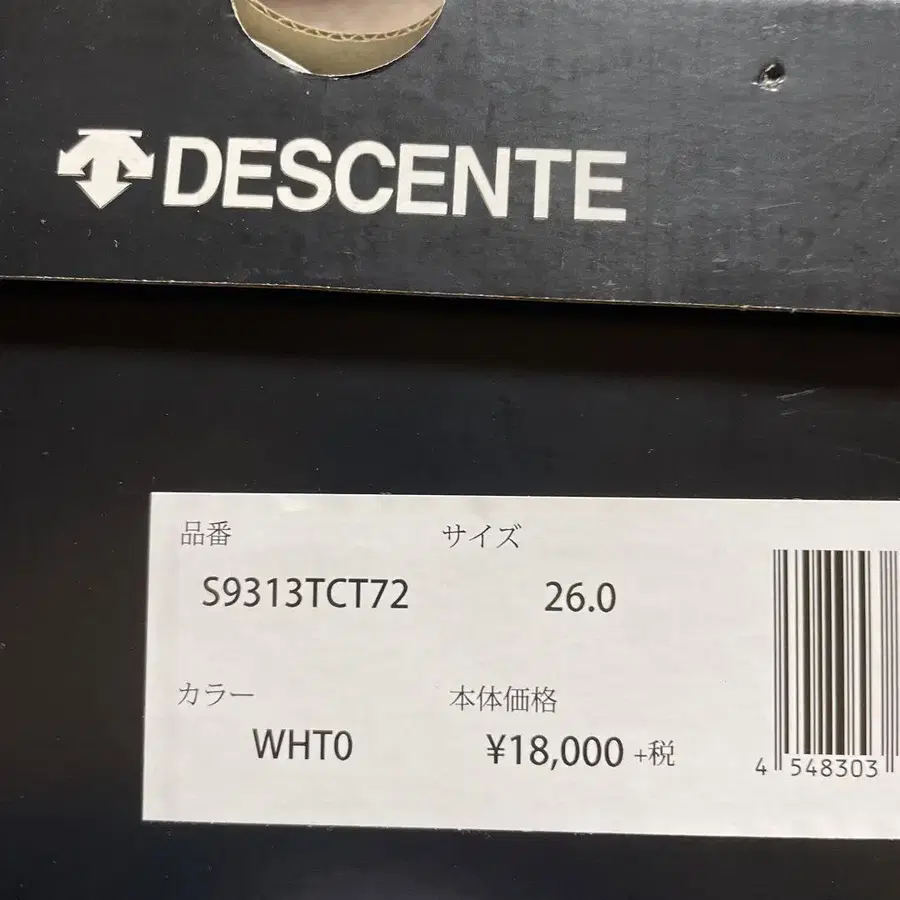 DESCENTE
品番 サイズ
S9313TCT72 26.0
カラー 本体価格
WHT0 ¥18,000 +税
4 548303